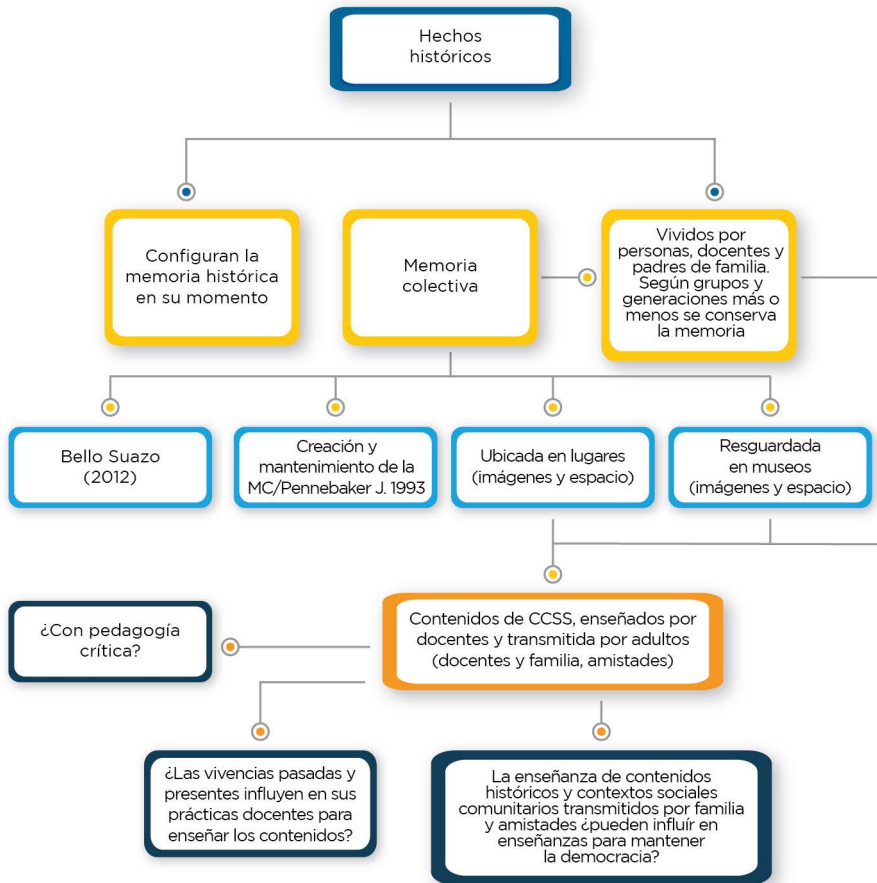 Hechos
históricos
Configuran la
memoria histórica
en su momento
Memoria
colectiva
Vividos por
personas, docentes y
padres de familia.
Según grupos y
generaciones más o
menos se conserva
la memoria
Bello Suazo
(2012)
Creación y
mantenimiento de la
MC/Pennebaker J. 1993
Ubicada en lugares
(imágenes y espacio)
Resguardada
en museos
(imágenes y espacio)
¿Con pedagogía
crítica?
Contenidos de CCSS, enseñados por
docentes y transmitida por adultos
(docentes y familia, amistades)
¿Las vivencias pasadas y
presentes influyen en sus
prácticas docentes para
enseñar los contenidos?
La enseñanza de contenidos
históricos y contextos sociales
comunitarios transmitidos por familia
y amistades ¿pueden influír en
enseñanzas para mantener
la democracia?